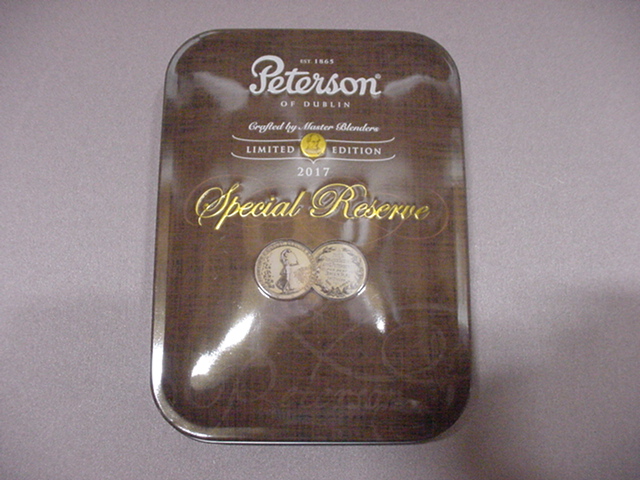 EST. 1865
Peterson®
OF DUBLIN
Crafted by Master Blenders
LIMITED EDITION
2017
Special Reserve